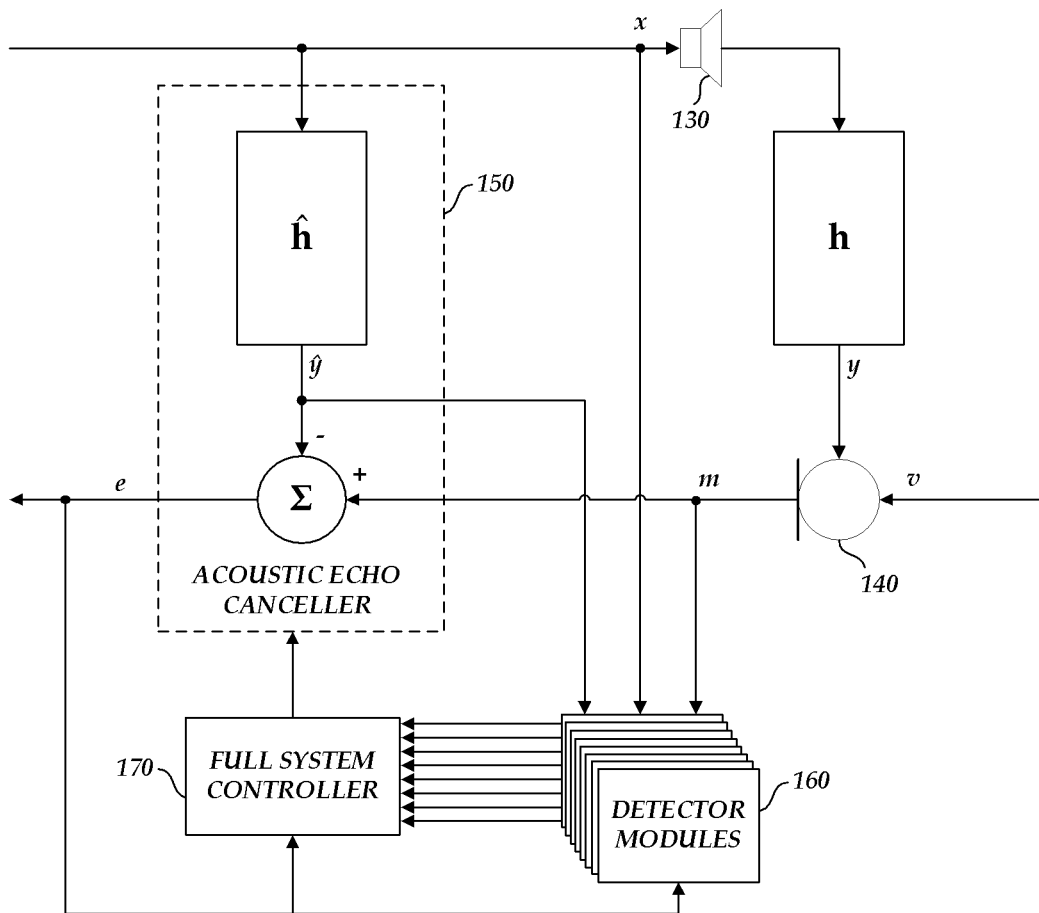 x
130
150
ĥ
h
ŷ
y
-
+
e
Σ
m
v
ACOUSTIC ECHO
CANCELLER
140
170
FULL SYSTEM
CONTROLLER
160
DETECTOR
MODULES